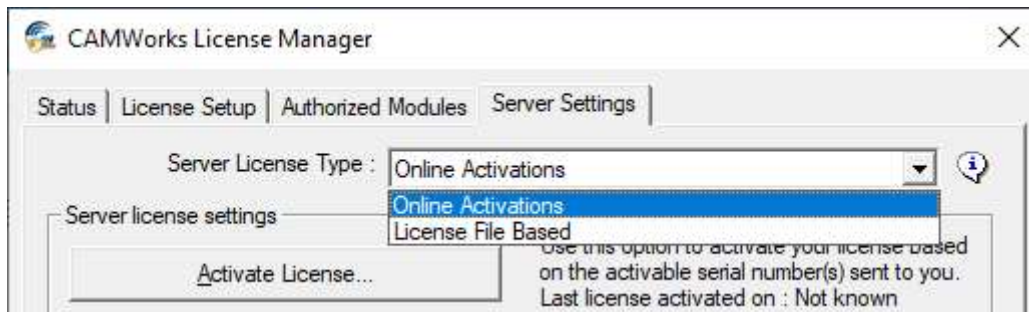 CAMWorks License Manager
Status License Setup Authorized Modules Server Settings
Server License Type : Online Activations
Online Activations
License File Based
Server license settings
Use this option to activate your license based
Activate License...
on the activable serial number(s) sent to you.
Last license activated on : Not known